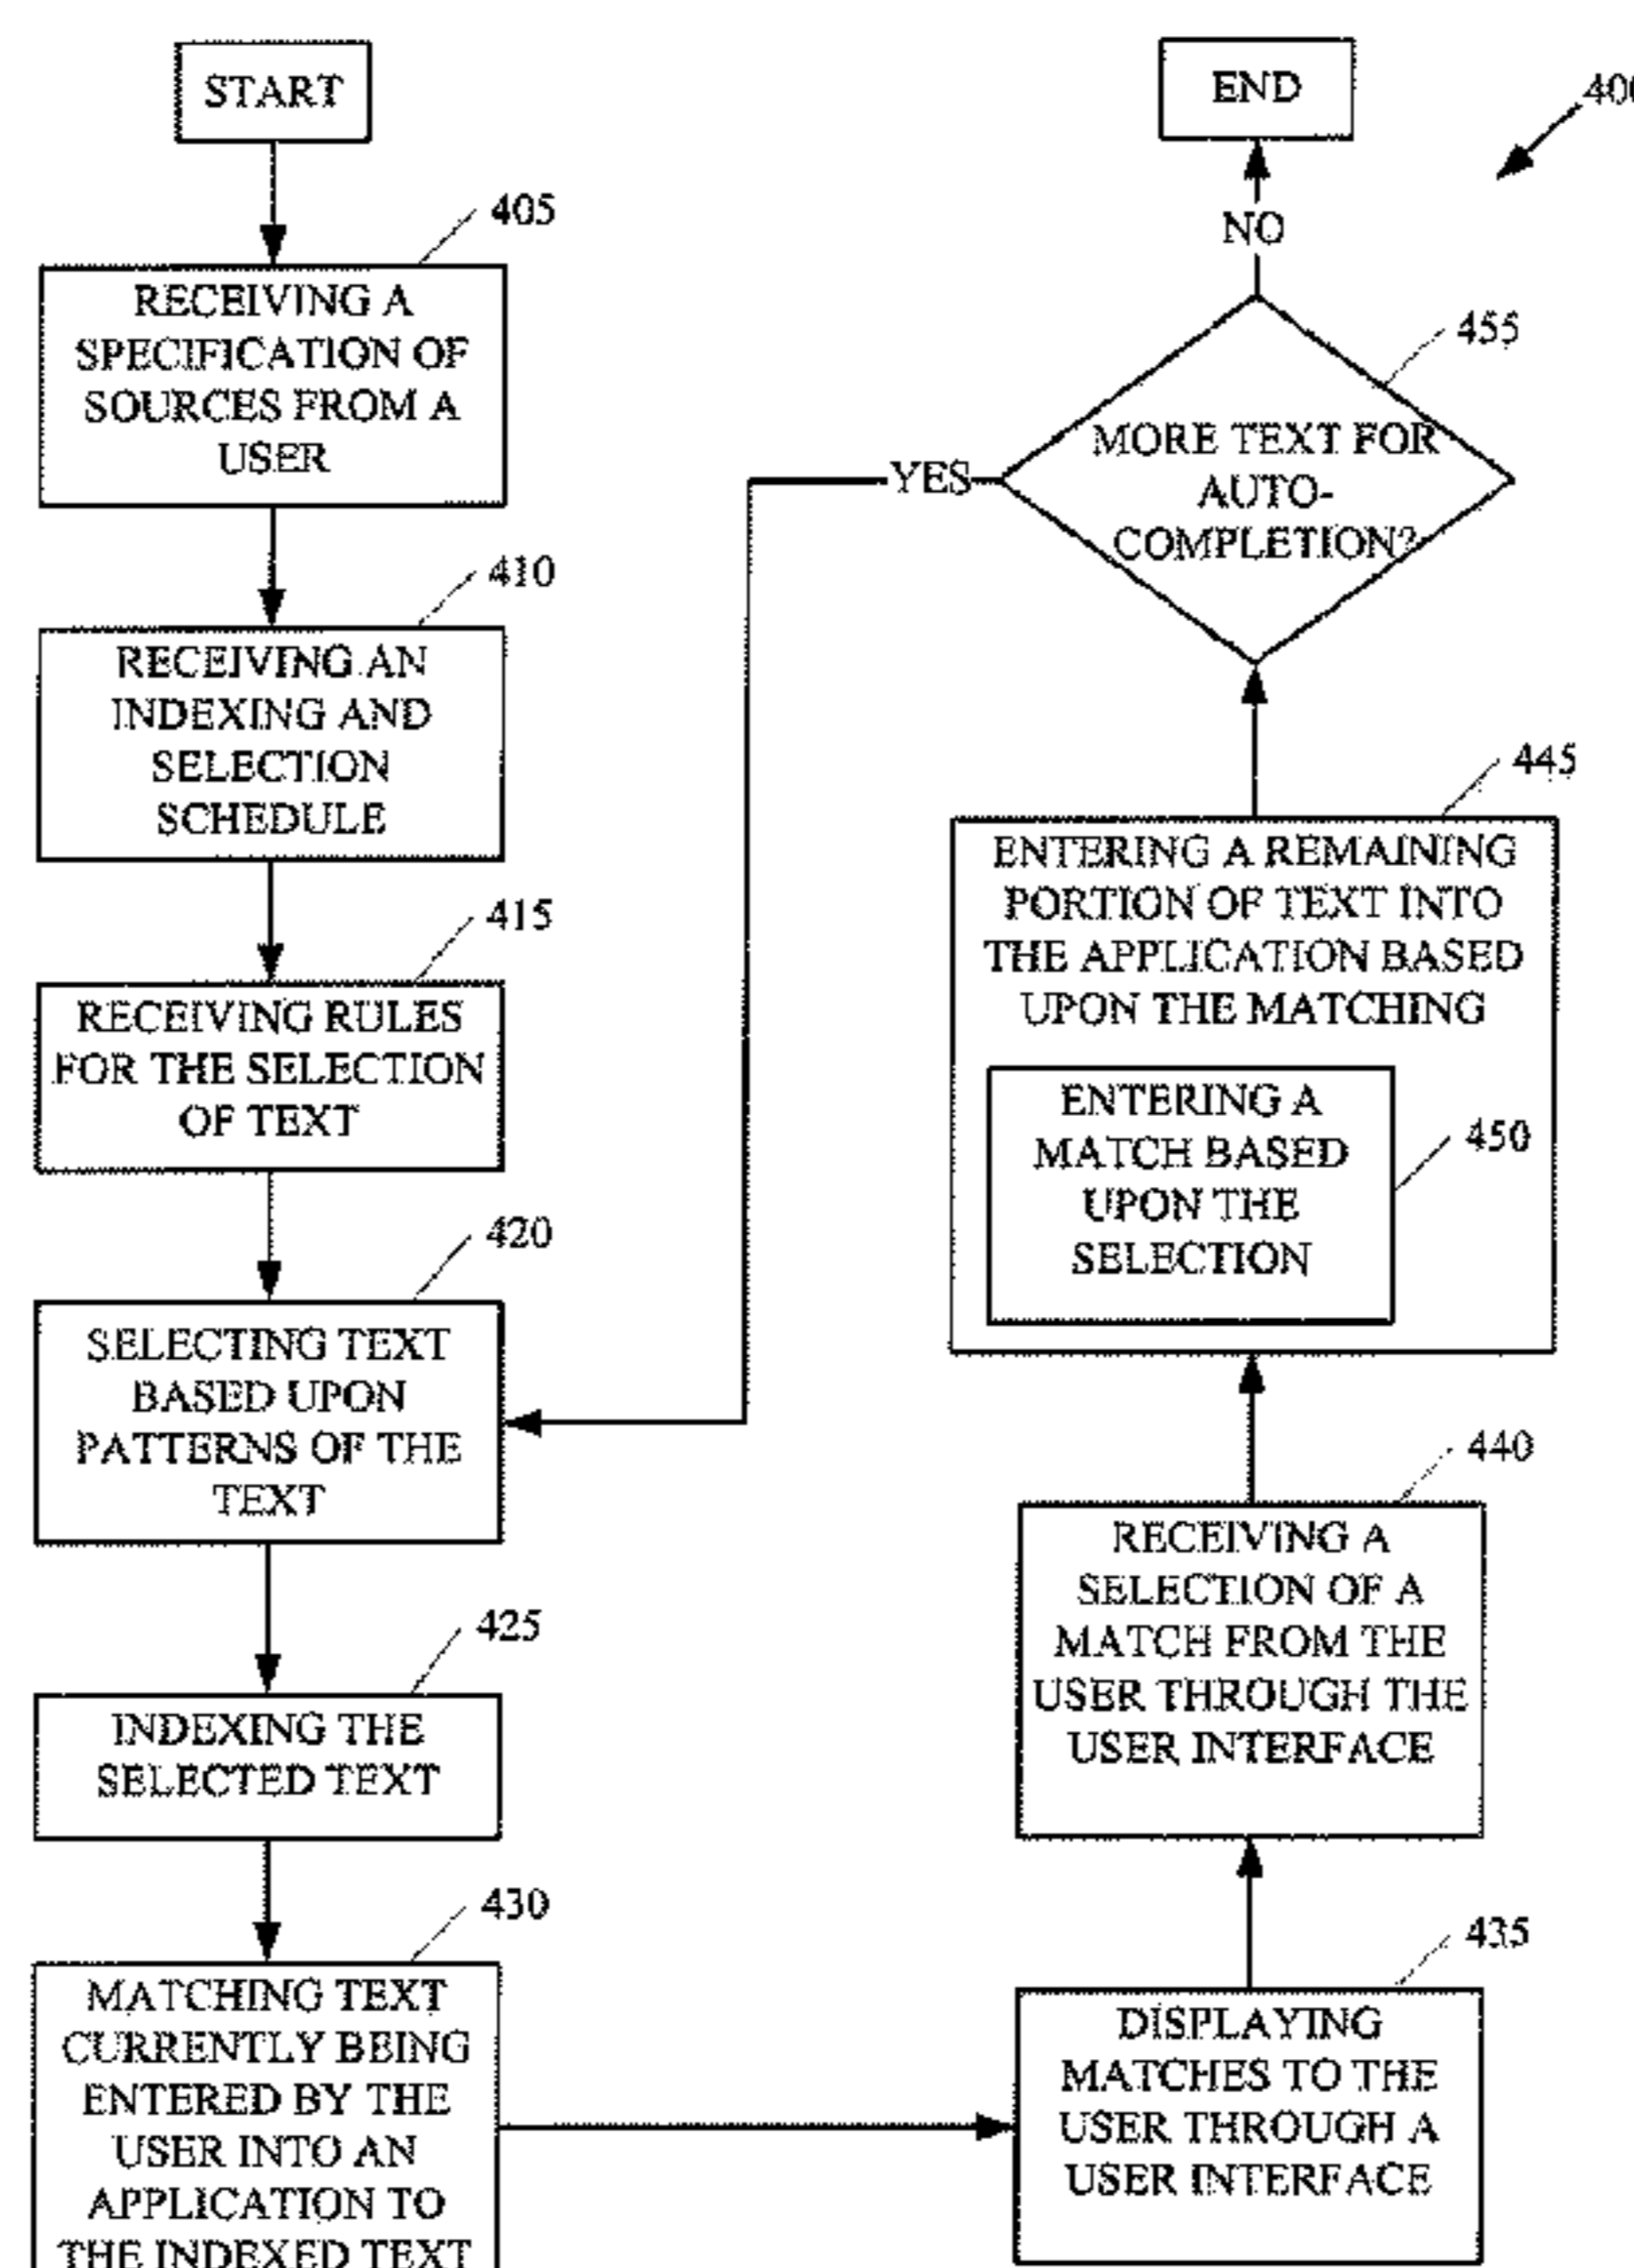 START
405
RECEIVING A
SPECIFICATION OF
SOURCES FROM A
USER
410
RECEIVING AN
INDEXING AND
SELECTION
SCHEDULE
415
RECEIVING RULES
FOR THE SELECTION
OF TEXT
420
SELECTING TEXT
BASED UPON
PATTERNS OF THE
TEXT
425
INDEXING THE
SELECTED TEXT
430
MATCHING TEXT
CURRENTLY BEING
ENTERED BY THE
USER INTO AN
APPLICATION TO
THE INDEXED TEXT
435
DISPLAYING
MATCHES TO THE
USER THROUGH A
USER INTERFACE
440
RECEIVING A
SELECTION OF A
MATCH FROM THE
USER THROUGH THE
USER INTERFACE
445
ENTERING A REMAINING
PORTION OF TEXT INTO
THE APPLICATION BASED
UPON THE MATCHING
450
ENTERING A
MATCH BASED
UPON THE
SELECTION
455
MORE TEXT FOR
AUTO-
COMPLETION?
YES
NO
END
400